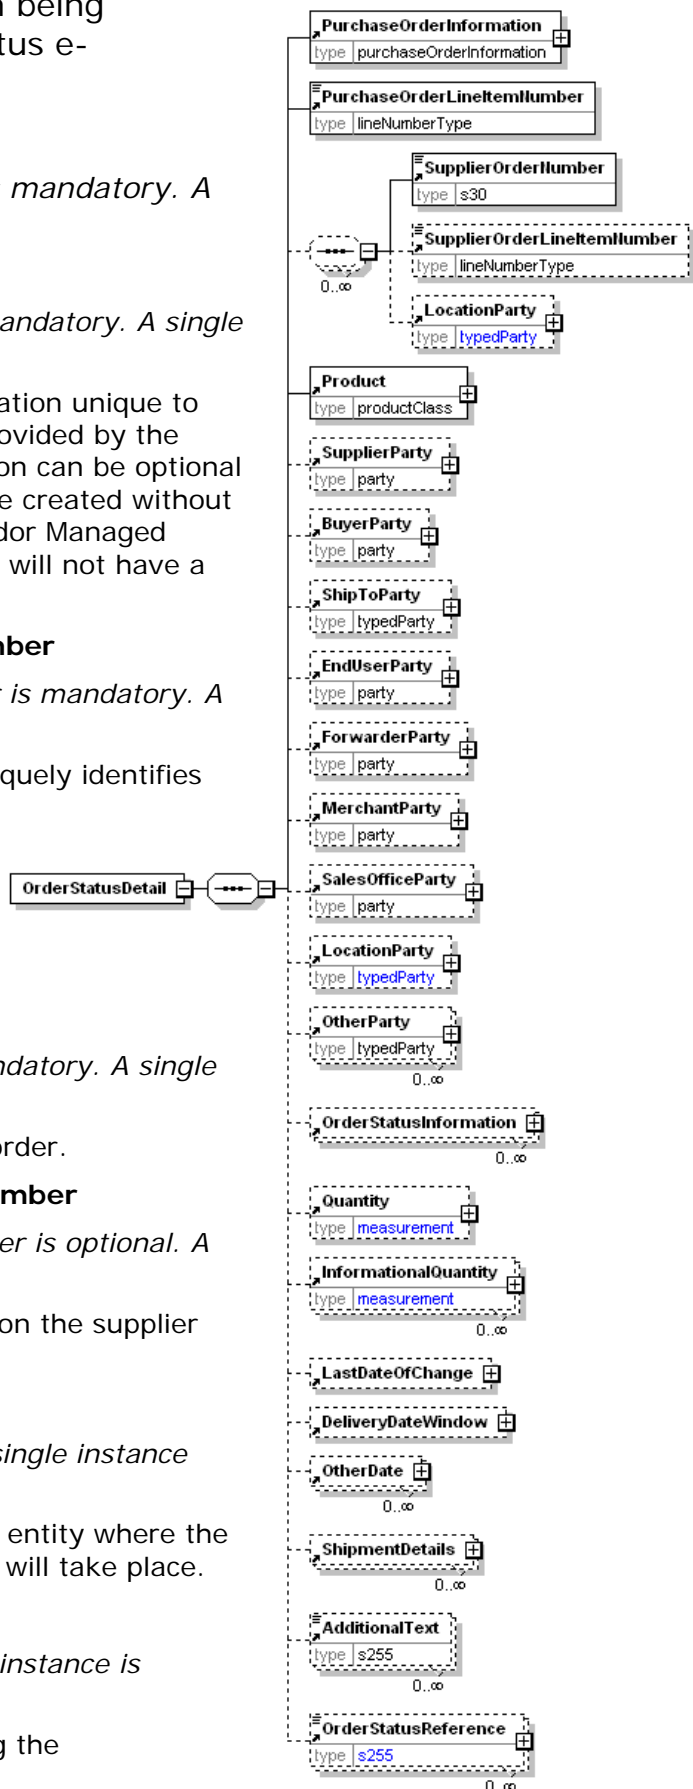 n being
tus e-
s mandatory. A
nandatory. A single
ation unique to
rovided by the
on can be optional
e created without
dor Managed
will not have a
nber
r is mandatory. A
quely identifies
ndatory. A single
order.
mber
er is optional. A
on the supplier
single instance
entity where the
will take place.
instance is
g the
OrderStatusDetail
PurchaseOrderInformation
type purchaseOrderInformation
PurchaseOrderLineItemNumber
type lineNumberType
0..∞
SupplierOrderNumber
type s30
SupplierOrderLineItemNumber
type lineNumberType
LocationParty
type typedParty
Product
type productClass
SupplierParty
type party
BuyerParty
type party
ShipToParty
type typedParty
EndUserParty
type party
ForwarderParty
type party
MerchantParty
type party
SalesOfficeParty
type party
LocationParty
type typedParty
OtherParty
type typedParty
0..∞
OrderStatusInformation
0..∞
Quantity
type measurement
InformationalQuantity
type measurement
0..∞
LastDateOfChange
DeliveryDateWindow
OtherDate
0..∞
ShipmentDetails
0..∞
AdditionalText
type s255
0..∞
OrderStatusReference
type s255
0..∞